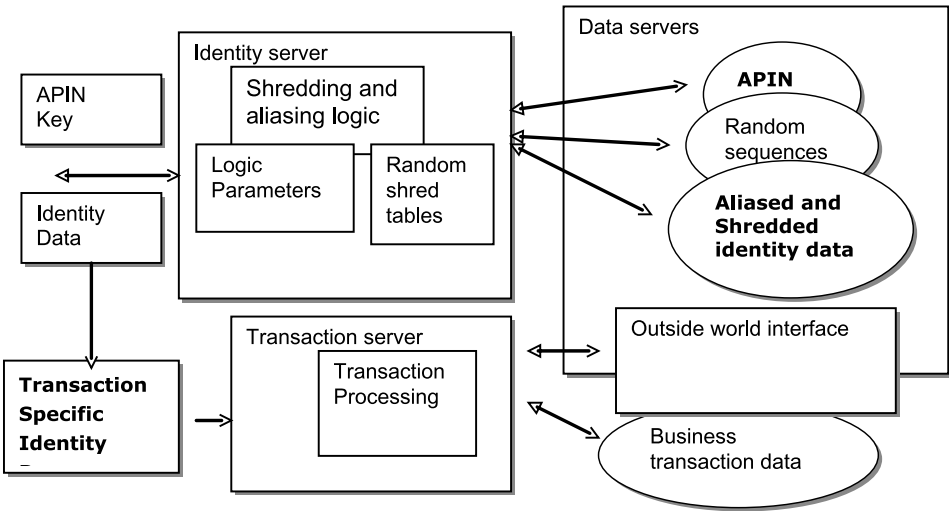 Data servers
Identity server
APIN
Key
Shredding and
aliasing logic
Logic
Parameters
Random
shred
tables
APIN
Random
sequences
Aliased and
Shredded
identity data
Identity
Data
Transaction
Specific
Identity
Transaction server
Transaction
Processing
Outside world interface
Business
transaction data